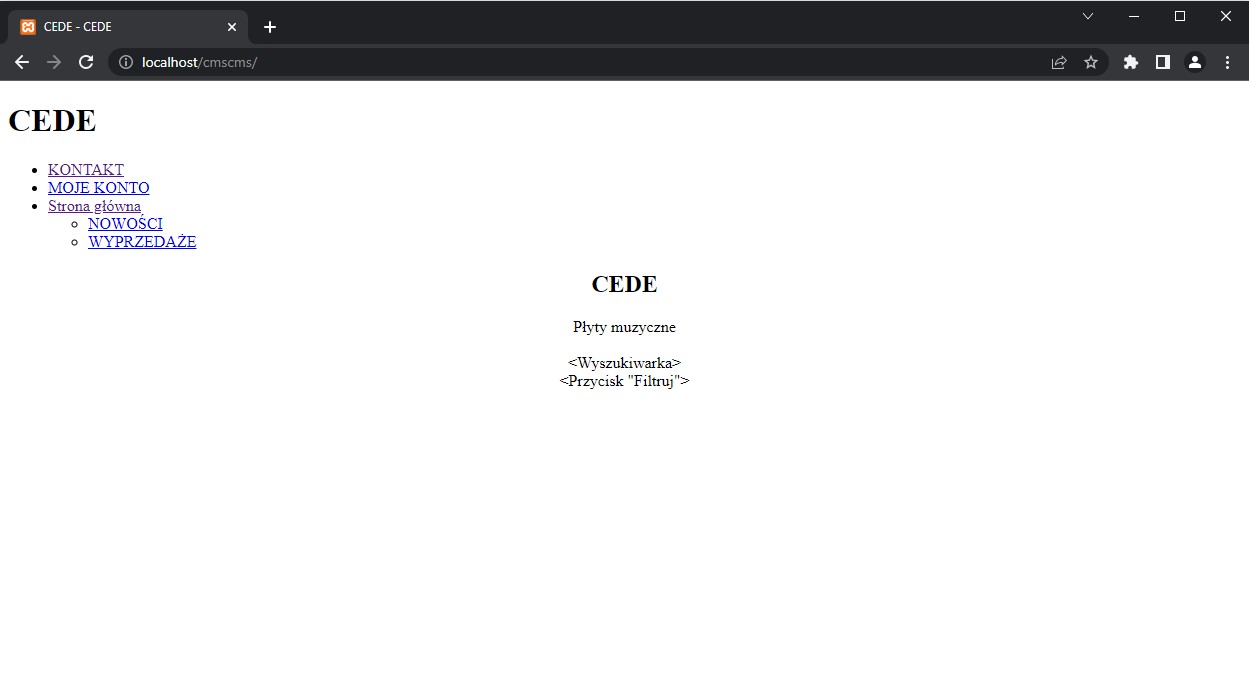 CEDE - CEDE
localhost/cmscms/
CEDE
KONTAKT
MOJE KONTO
Strona główna
NOWOŚCI
WYPRZEDAŻE
CEDE
Płyty muzyczne
<Wyszukiwarka>
<Przycisk "Filtruj">